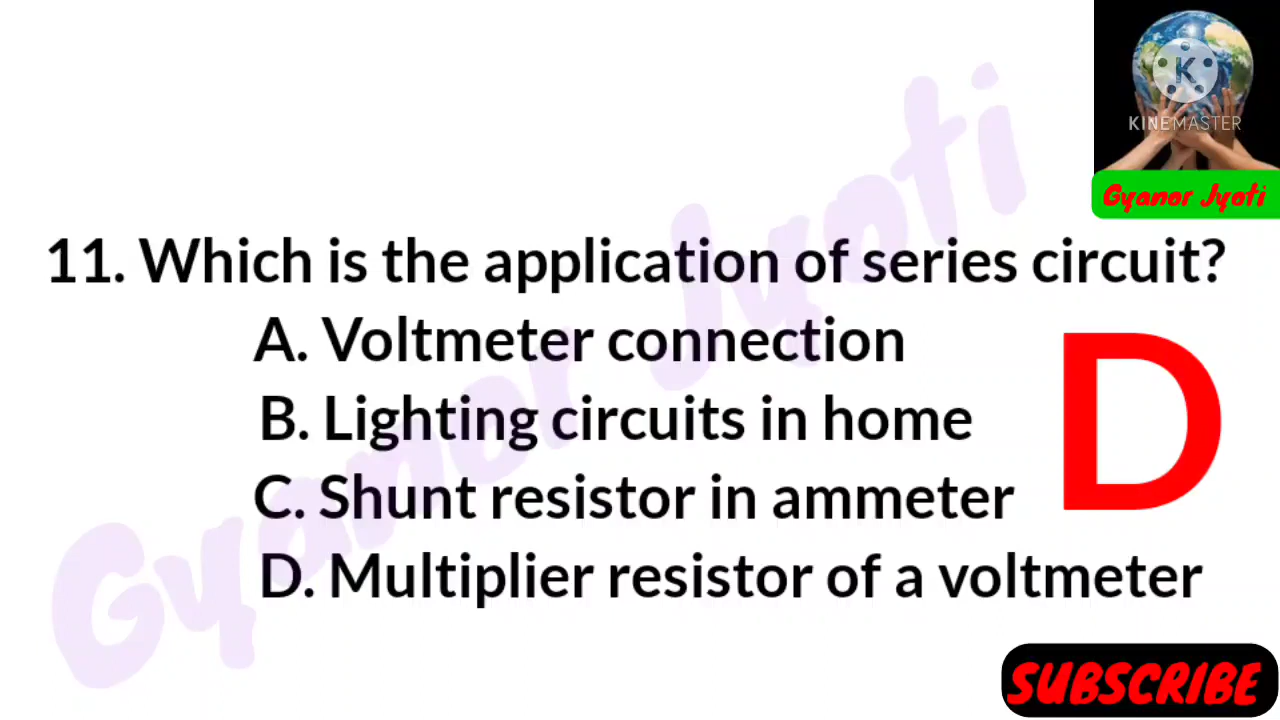 K
KINEMASTER
Gyanor Jyoti
11. Which is the application of series circuit?
A. Voltmeter connection
B. Lighting circuits in home
C. Shunt resistor in ammeter
D. Multiplier resistor of a voltmeter
D
Gyanor Jyoti
SUBSCRIBE